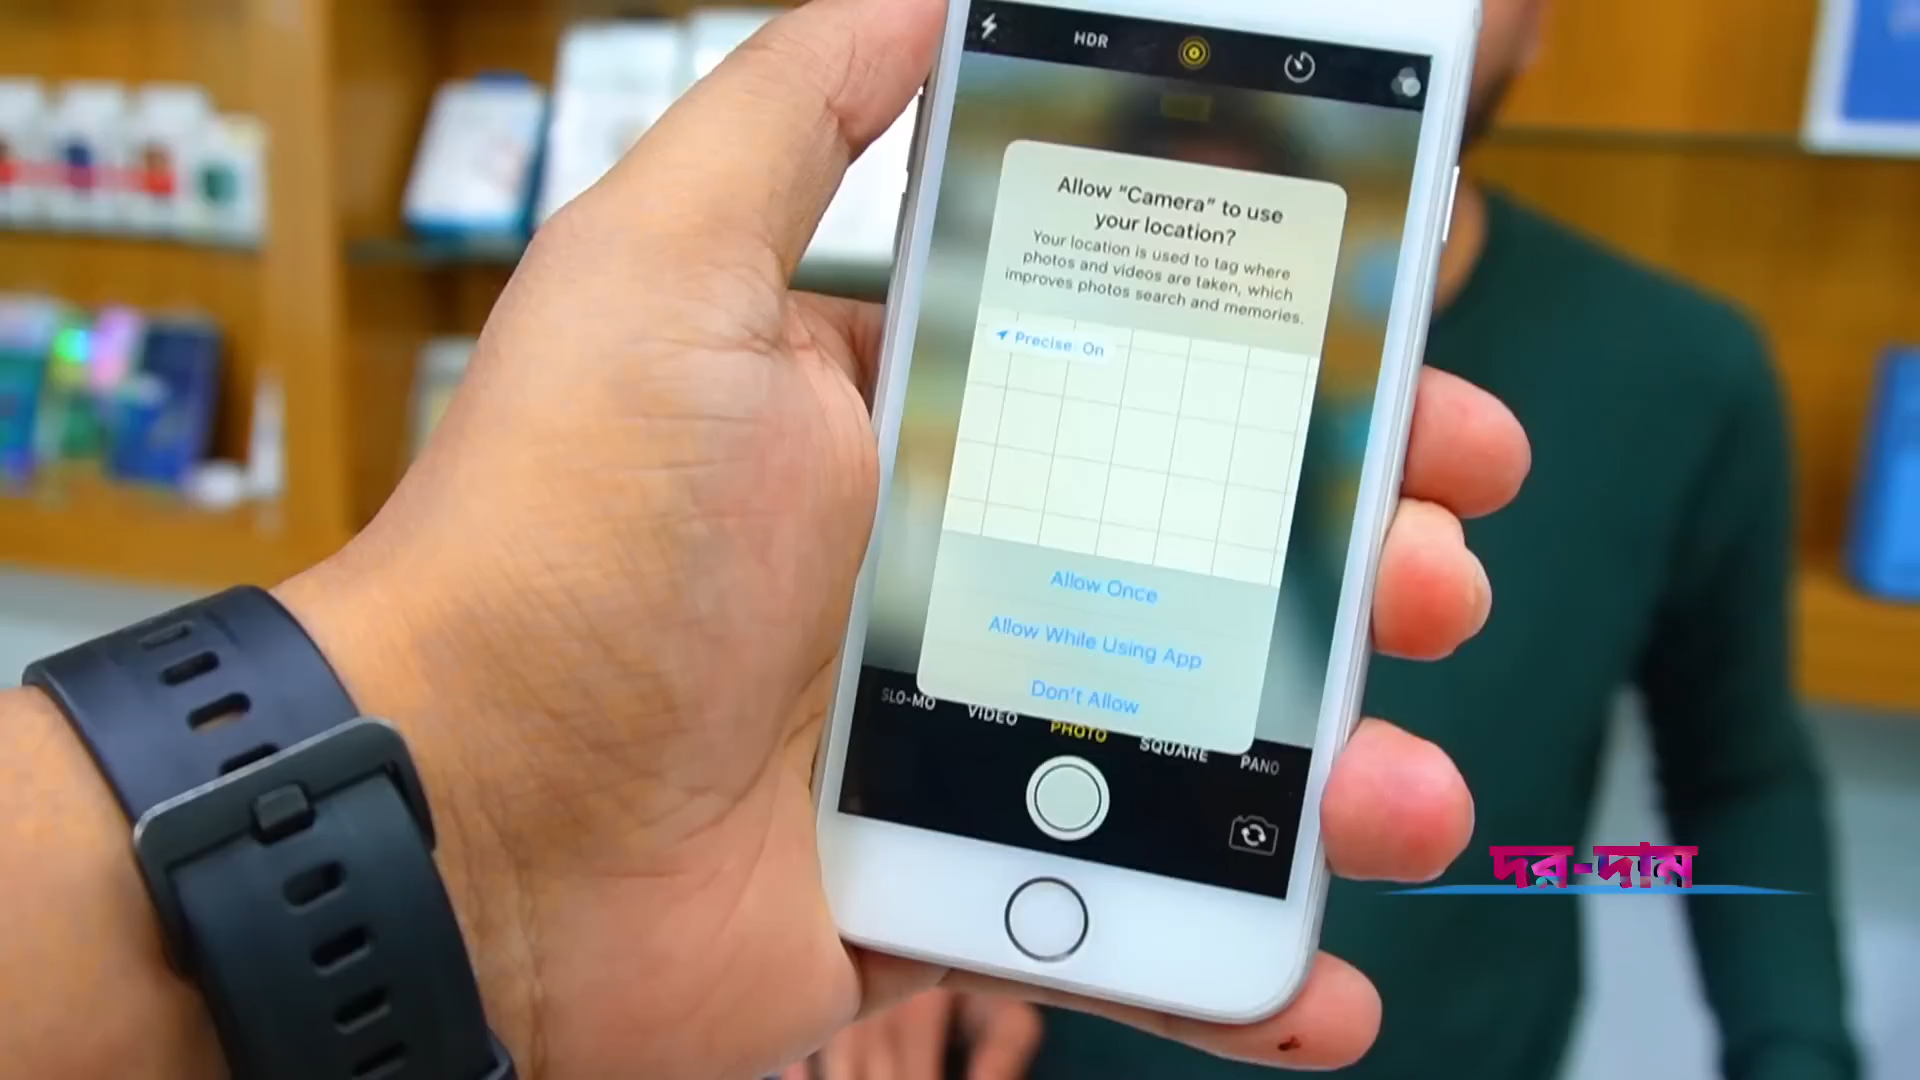 HDR
Allow “Camera” to use
your location?
Your location is used to tag where
photos and videos are taken, which
improves photos search and memories.
Precise: On
Allow Once
Allow While Using App
Don’t Allow
SLO-MO VIDEO PHOTO SQUARE PANO
দর-দাম